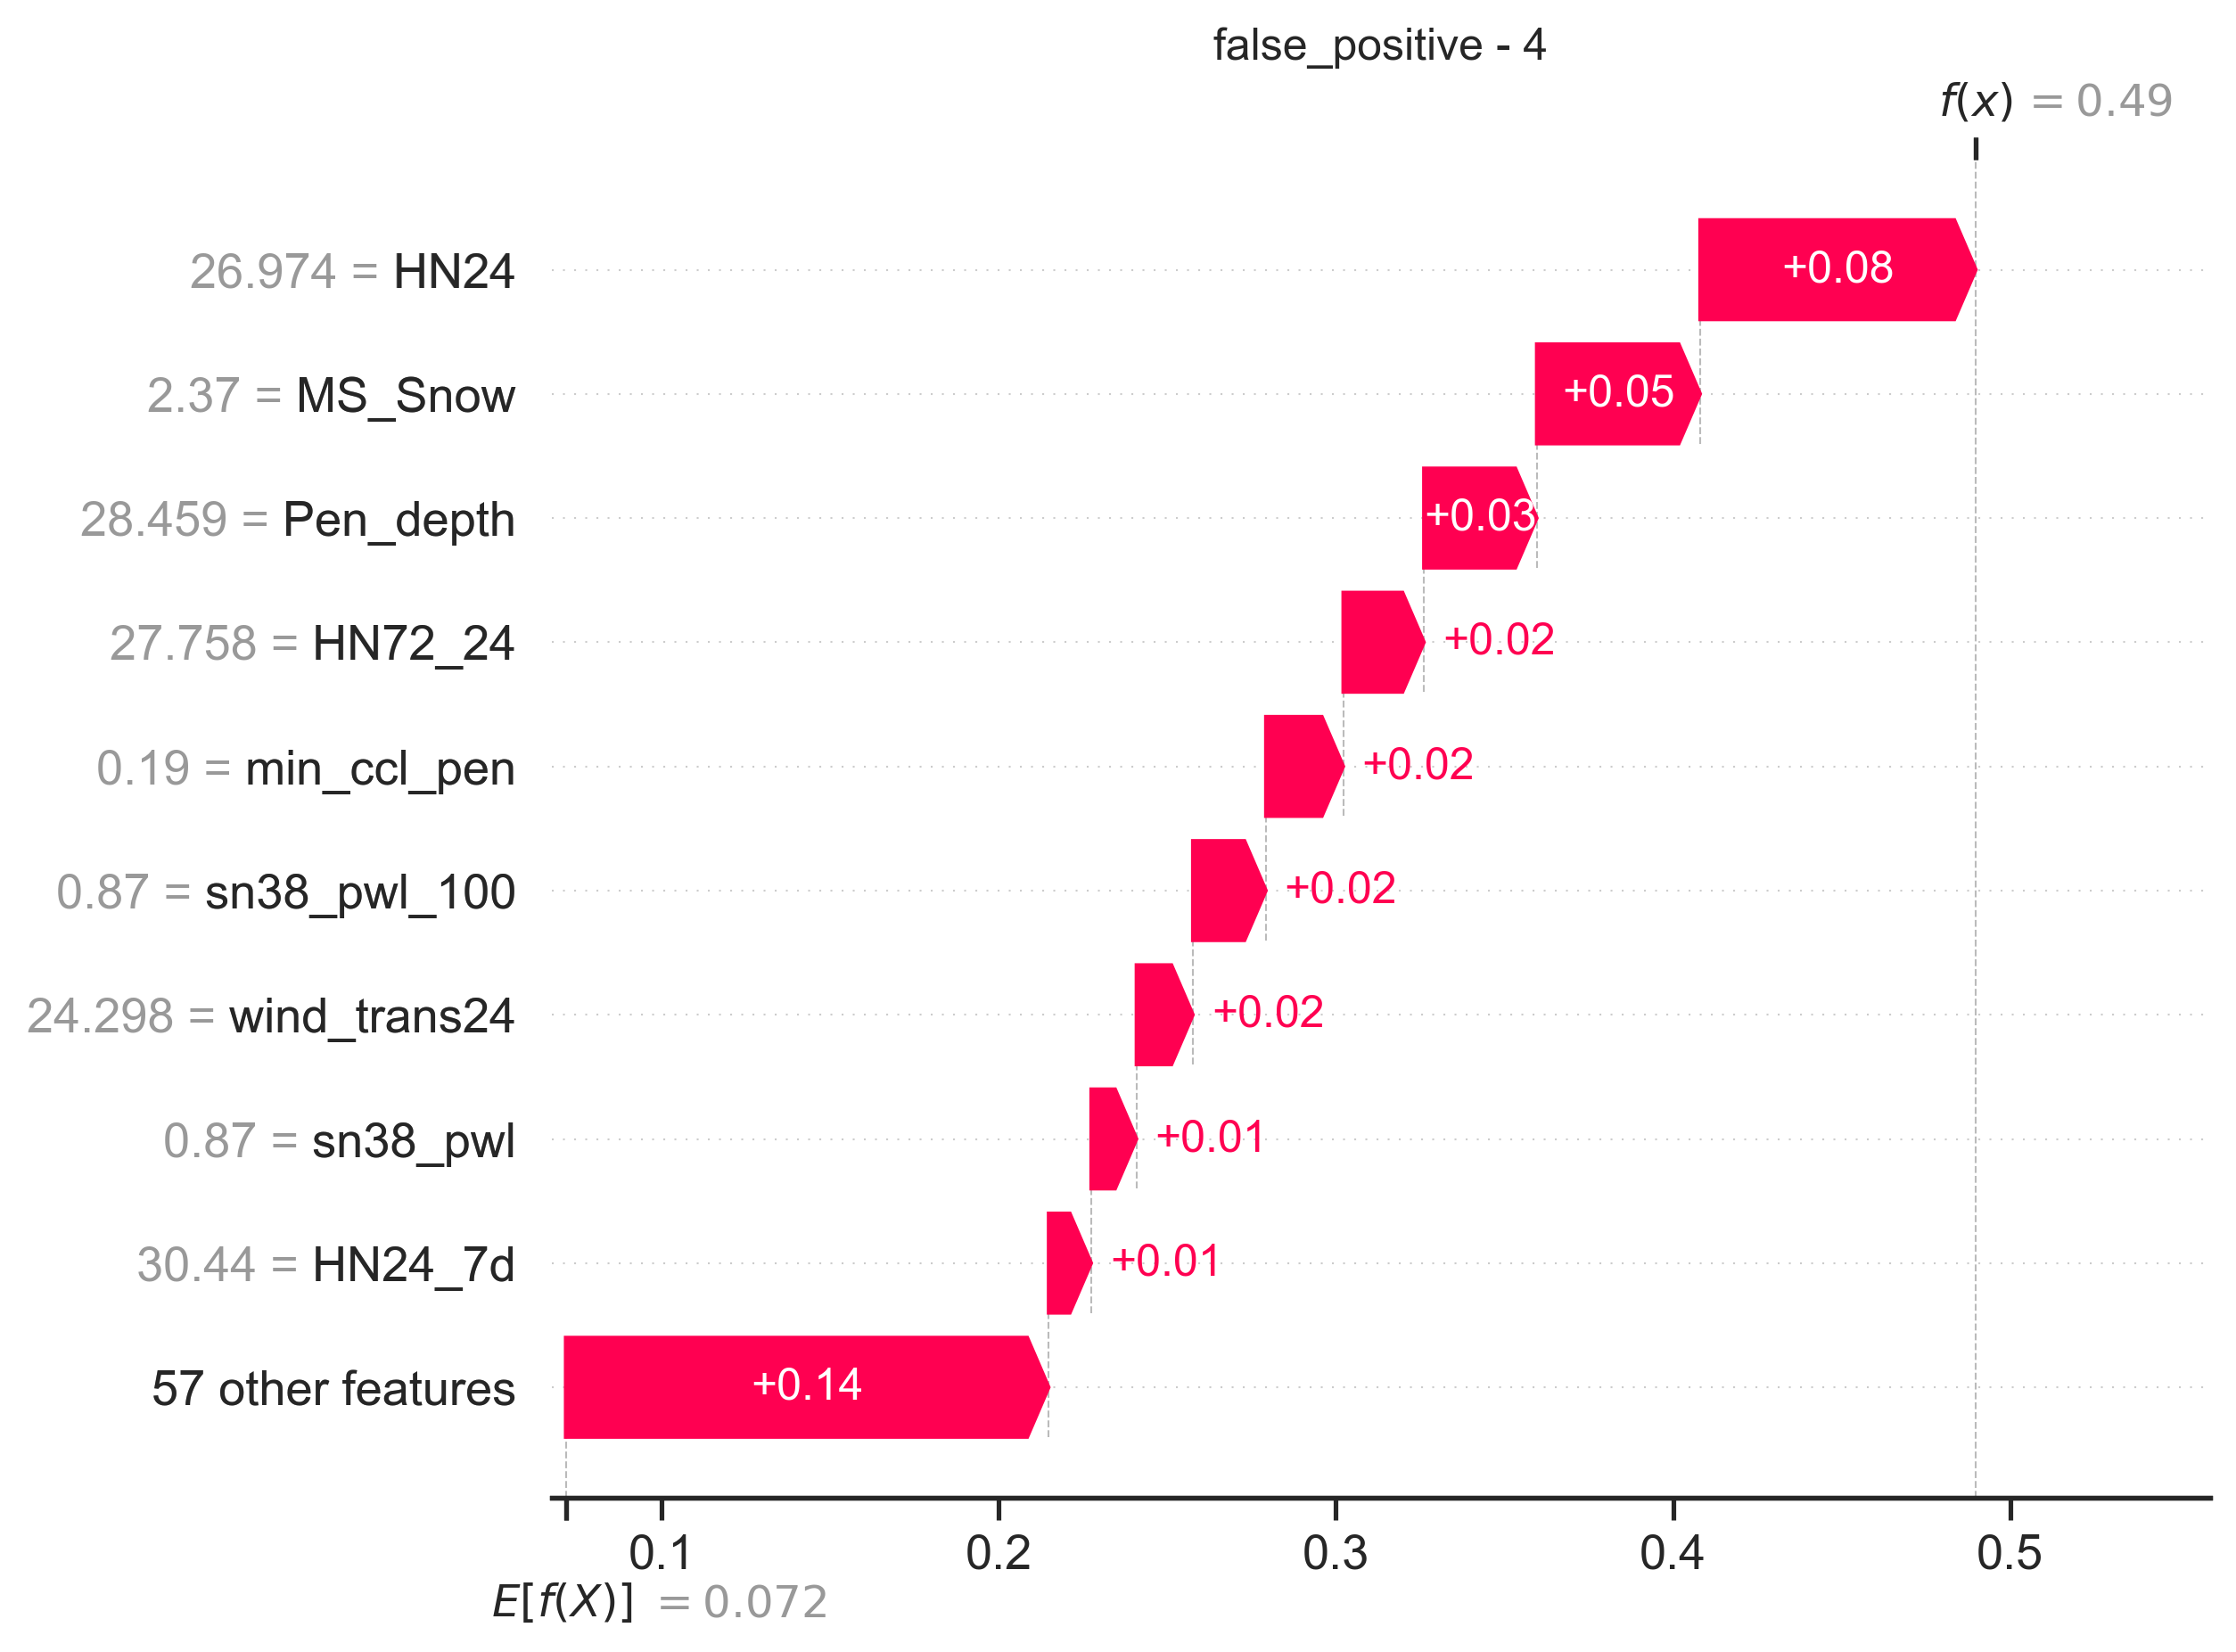 false_positive - 4
f(x) = 0.49
26.974 = HN24
+0.08
2.37 = MS_Snow
+0.05
28.459 = Pen_depth
+0.03
27.758 = HN72_24
+0.02
0.19 = min_ccl_pen
+0.02
0.87 = sn38_pwl_100
+0.02
24.298 = wind_trans24
+0.02
0.87 = sn38_pwl
+0.01
30.44 = HN24_7d
+0.01
57 other features
+0.14
0.1 0.2 0.3 0.4 0.5
E[f(X)] = 0.072